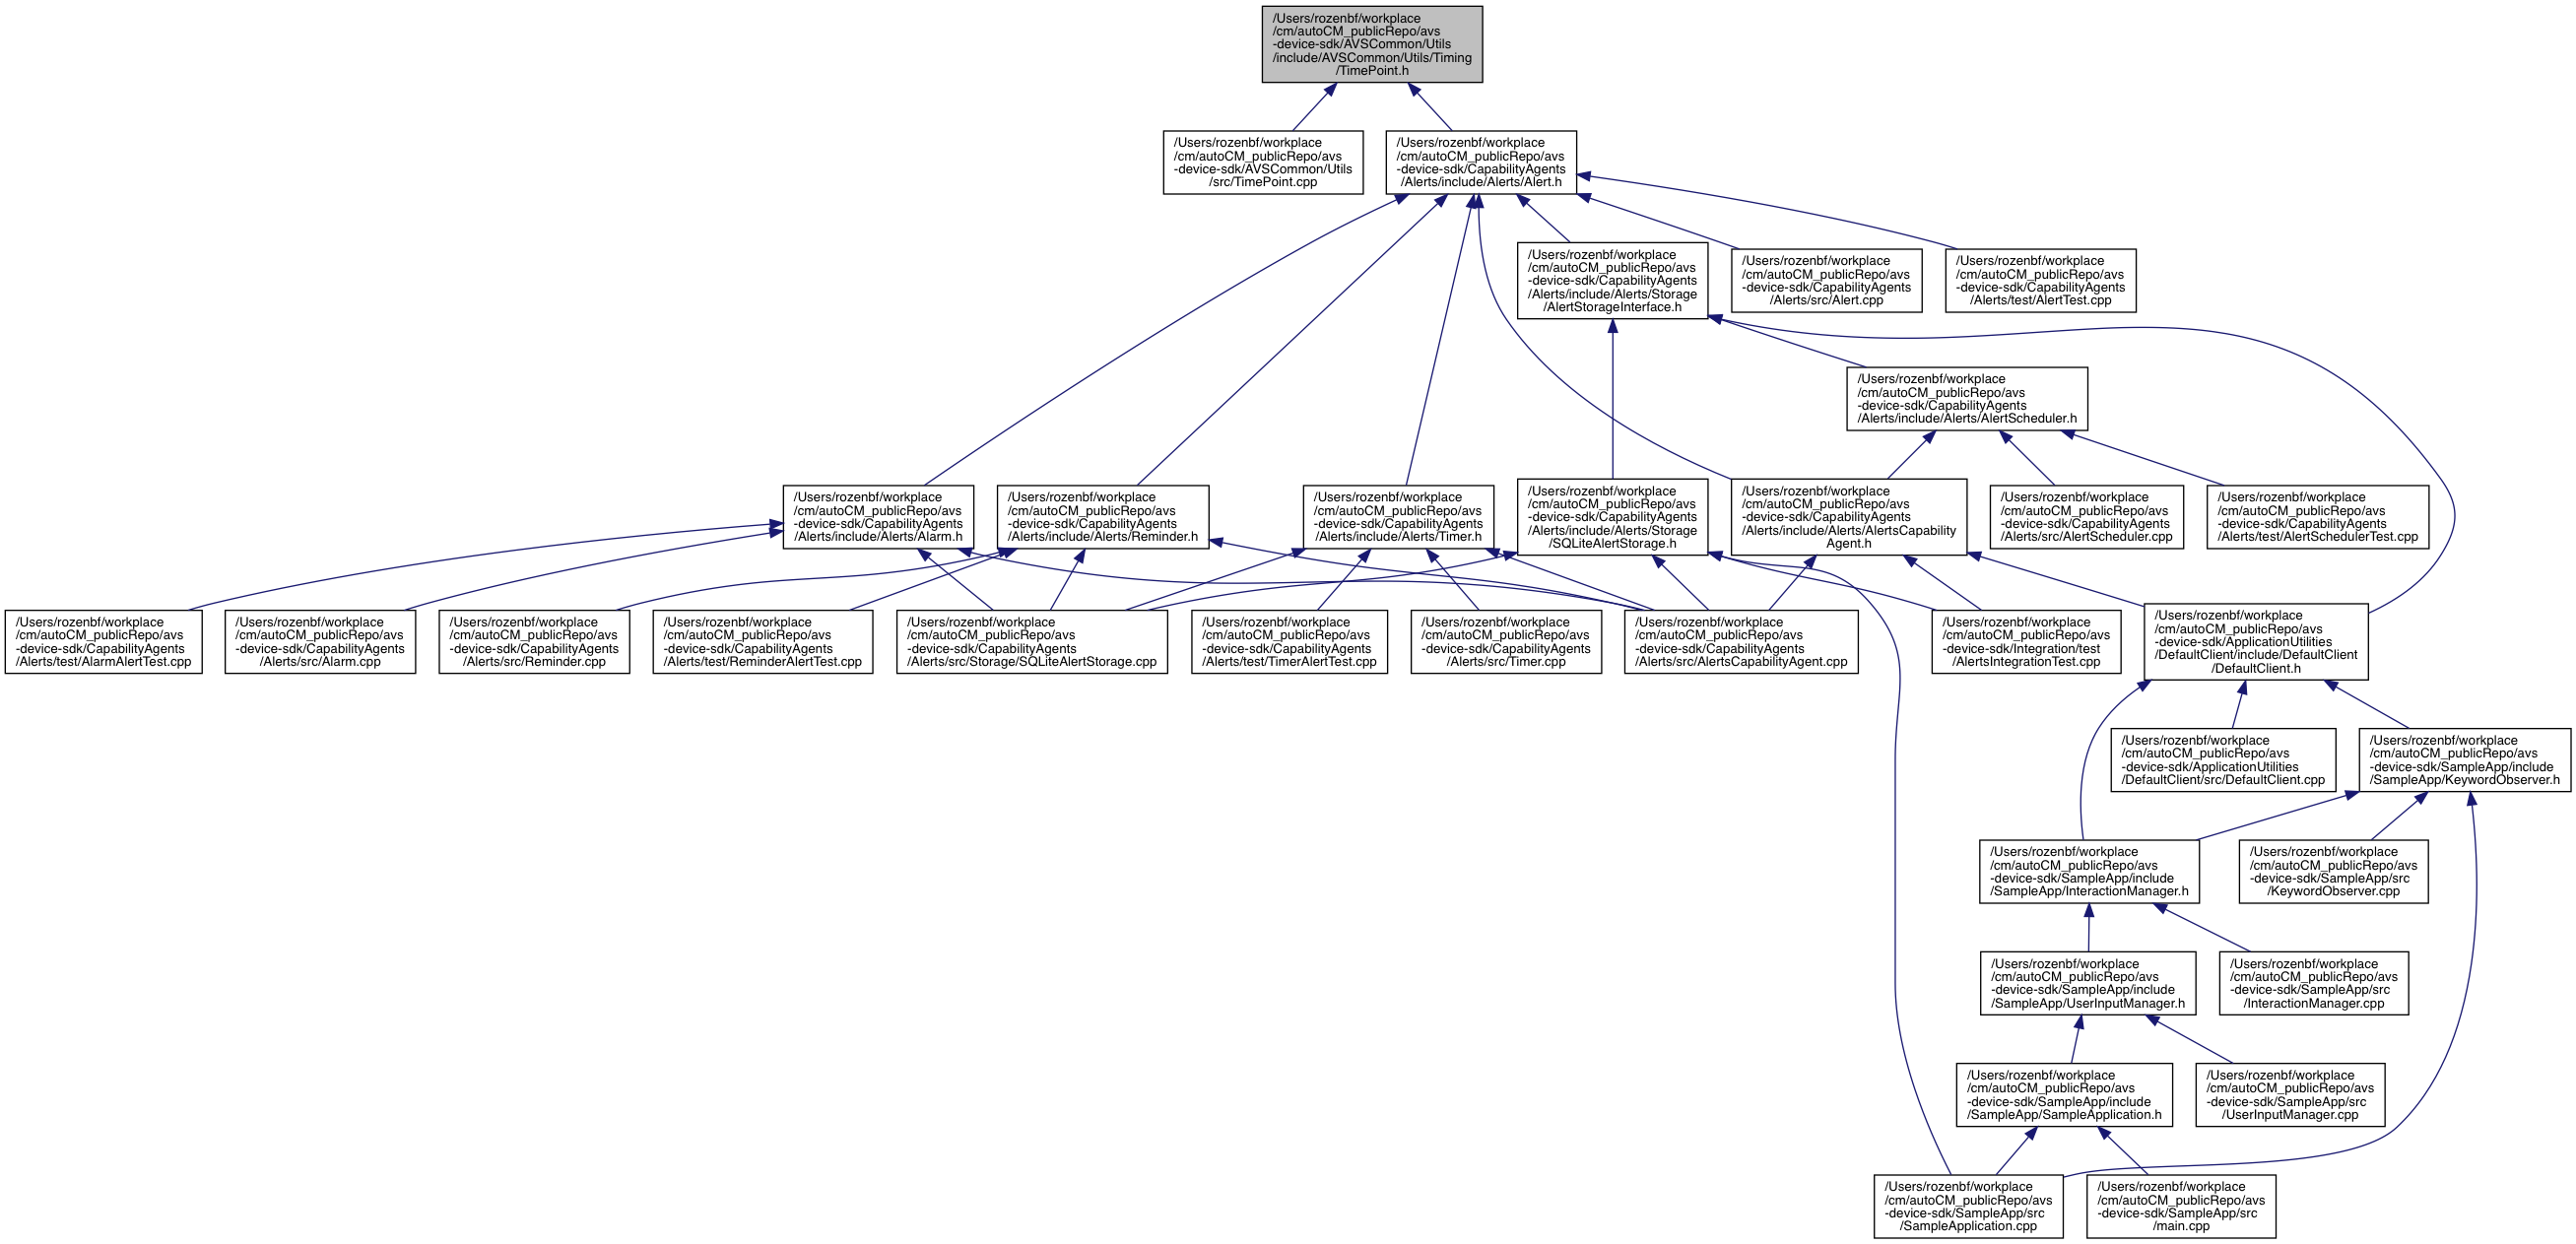 /Users/rozenbf/workplace
/cm/autoCM_publicRepo/avs
-device-sdk/AVSCommon/Utils
/include/AVSCommon/Utils/Timing
/TimePoint.h
/Users/rozenbf/workplace
/cm/autoCM_publicRepo/avs
-device-sdk/AVSCommon/Utils
/src/TimePoint.cpp
/Users/rozenbf/workplace
/cm/autoCM_publicRepo/avs
-device-sdk/CapabilityAgents
/Alerts/include/Alerts/Alert.h
/Users/rozenbf/workplace
/cm/autoCM_publicRepo/avs
-device-sdk/CapabilityAgents
/Alerts/include/Alerts/Storage
/AlertStorageInterface.h
/Users/rozenbf/workplace
/cm/autoCM_publicRepo/avs
-device-sdk/CapabilityAgents
/Alerts/src/Alert.cpp
/Users/rozenbf/workplace
/cm/autoCM_publicRepo/avs
-device-sdk/CapabilityAgents
/Alerts/test/AlertTest.cpp
/Users/rozenbf/workplace
/cm/autoCM_publicRepo/avs
-device-sdk/CapabilityAgents
/Alerts/include/Alerts/AlertScheduler.h
/Users/rozenbf/workplace
/cm/autoCM_publicRepo/avs
-device-sdk/CapabilityAgents
/Alerts/include/Alerts/Alarm.h
/Users/rozenbf/workplace
/cm/autoCM_publicRepo/avs
-device-sdk/CapabilityAgents
/Alerts/include/Alerts/Reminder.h
/Users/rozenbf/workplace
/cm/autoCM_publicRepo/avs
-device-sdk/CapabilityAgents
/Alerts/include/Alerts/Timer.h
/Users/rozenbf/workplace
/cm/autoCM_publicRepo/avs
-device-sdk/CapabilityAgents
/Alerts/include/Alerts/Storage
/SQLiteAlertStorage.h
/Users/rozenbf/workplace
/cm/autoCM_publicRepo/avs
-device-sdk/CapabilityAgents
/Alerts/include/Alerts/AlertsCapability
Agent.h
/Users/rozenbf/workplace
/cm/autoCM_publicRepo/avs
-device-sdk/CapabilityAgents
/Alerts/src/AlertScheduler.cpp
/Users/rozenbf/workplace
/cm/autoCM_publicRepo/avs
-device-sdk/CapabilityAgents
/Alerts/test/AlertSchedulerTest.cpp
/Users/rozenbf/workplace
/cm/autoCM_publicRepo/avs
-device-sdk/CapabilityAgents
/Alerts/test/AlarmAlertTest.cpp
/Users/rozenbf/workplace
/cm/autoCM_publicRepo/avs
-device-sdk/CapabilityAgents
/Alerts/src/Alarm.cpp
/Users/rozenbf/workplace
/cm/autoCM_publicRepo/avs
-device-sdk/CapabilityAgents
/Alerts/src/Reminder.cpp
/Users/rozenbf/workplace
/cm/autoCM_publicRepo/avs
-device-sdk/CapabilityAgents
/Alerts/test/ReminderAlertTest.cpp
/Users/rozenbf/workplace
/cm/autoCM_publicRepo/avs
-device-sdk/CapabilityAgents
/Alerts/src/Storage/SQLiteAlertStorage.cpp
/Users/rozenbf/workplace
/cm/autoCM_publicRepo/avs
-device-sdk/CapabilityAgents
/Alerts/test/TimerAlertTest.cpp
/Users/rozenbf/workplace
/cm/autoCM_publicRepo/avs
-device-sdk/CapabilityAgents
/Alerts/src/Timer.cpp
/Users/rozenbf/workplace
/cm/autoCM_publicRepo/avs
-device-sdk/CapabilityAgents
/Alerts/src/AlertsCapabilityAgent.cpp
/Users/rozenbf/workplace
/cm/autoCM_publicRepo/avs
-device-sdk/Integration/test
/AlertsIntegrationTest.cpp
/Users/rozenbf/workplace
/cm/autoCM_publicRepo/avs
-device-sdk/ApplicationUtilities
/DefaultClient/include/DefaultClient
/DefaultClient.h
/Users/rozenbf/workplace
/cm/autoCM_publicRepo/avs
-device-sdk/ApplicationUtilities
/DefaultClient/src/DefaultClient.cpp
/Users/rozenbf/workplace
/cm/autoCM_publicRepo/avs
-device-sdk/SampleApp/include
/SampleApp/KeywordObserver.h
/Users/rozenbf/workplace
/cm/autoCM_publicRepo/avs
-device-sdk/SampleApp/include
/SampleApp/InteractionManager.h
/Users/rozenbf/workplace
/cm/autoCM_publicRepo/avs
-device-sdk/SampleApp/src
/KeywordObserver.cpp
/Users/rozenbf/workplace
/cm/autoCM_publicRepo/avs
-device-sdk/SampleApp/include
/SampleApp/UserInputManager.h
/Users/rozenbf/workplace
/cm/autoCM_publicRepo/avs
-device-sdk/SampleApp/src
/InteractionManager.cpp
/Users/rozenbf/workplace
/cm/autoCM_publicRepo/avs
-device-sdk/SampleApp/include
/SampleApp/SampleApplication.h
/Users/rozenbf/workplace
/cm/autoCM_publicRepo/avs
-device-sdk/SampleApp/src
/UserInputManager.cpp
/Users/rozenbf/workplace
/cm/autoCM_publicRepo/avs
-device-sdk/SampleApp/src
/SampleApplication.cpp
/Users/rozenbf/workplace
/cm/autoCM_publicRepo/avs
-device-sdk/SampleApp/src
/main.cpp